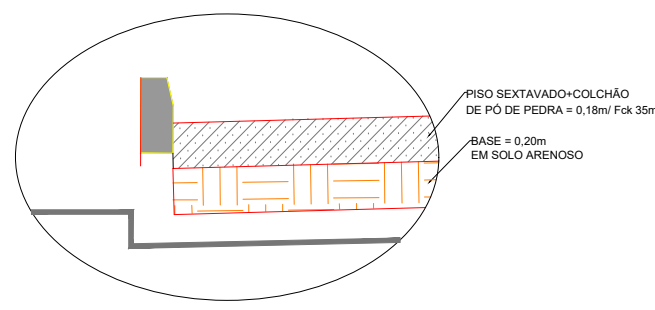 PISO SEXTAVADO+COLCHÃO
DE PÓ DE PEDRA = 0,18m/ Fck 35m
BASE = 0,20m
EM SOLO ARENOSO